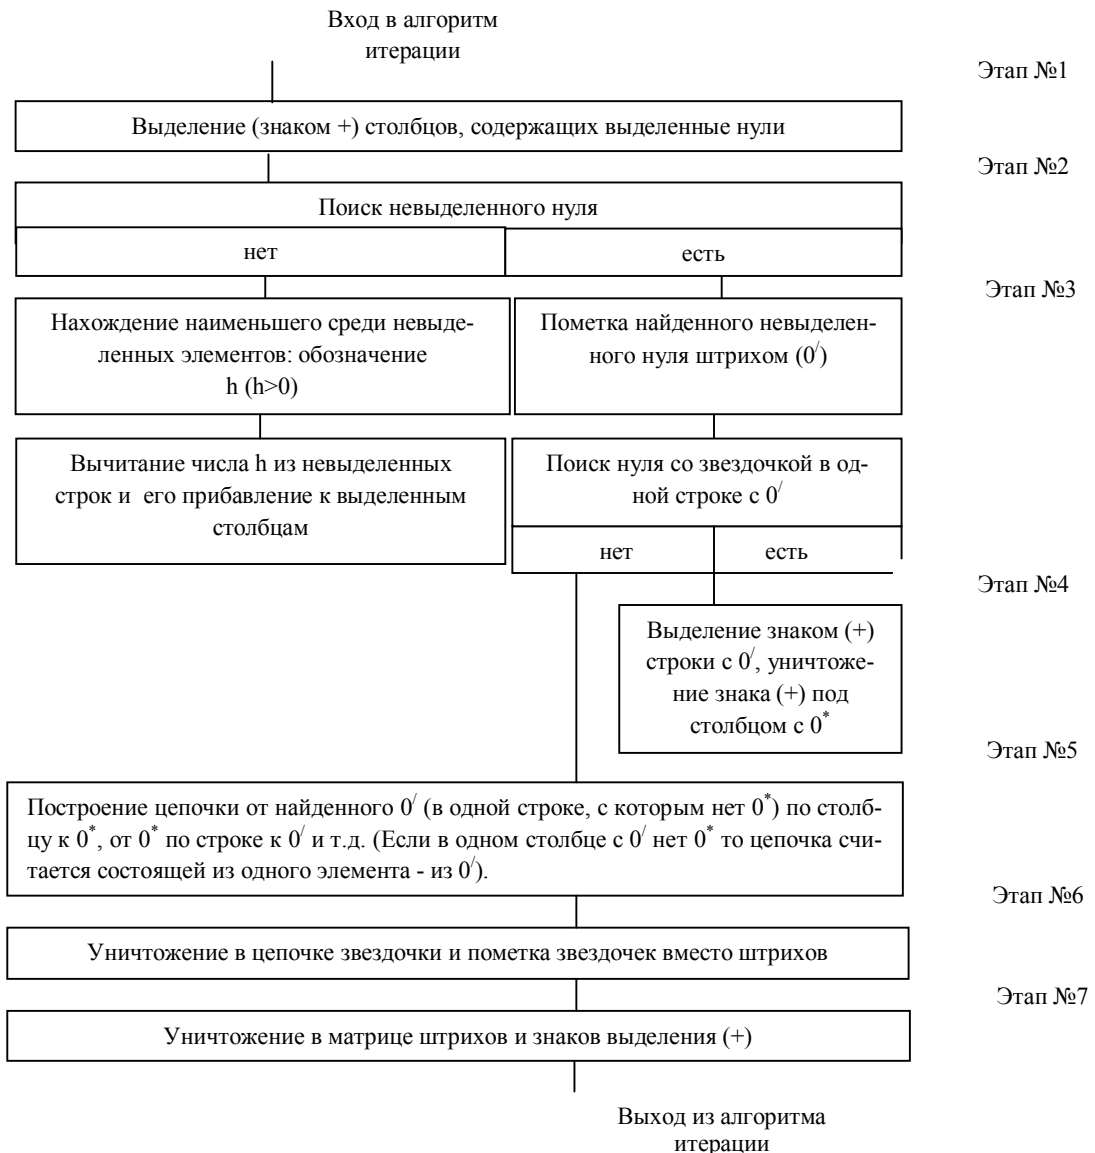 Вход в алгоритм
итерации
Этап №1
Выделение (знаком +) столбцов, содержащих выделенные нули
Этап №2
Поиск невыделенного нуля
нет
есть
Этап №3
Нахождение наименьшего среди невыде-
ленных элементов: обозначение
h (h>0)
Пометка найденного невыделен-
ного нуля штрихом (0/)
Вычитание числа h из невыделенных
строк и его прибавление к выделенным
столбцам
Поиск нуля со звездочкой в од-
ной строке с 0/
нет
есть
Этап №4
Выделение знаком (+)
строки с 0/, уничтоже-
ние знака (+) под
столбцом с 0*
Этап №5
Построение цепочки от найденного 0/ (в одной строке, с которым нет 0*) по столб-
цу к 0*, от 0* по строке к 0/ и т.д. (Если в одном столбце с 0/ нет 0* то цепочка счи-
тается состоящей из одного элемента - из 0/).
Этап №6
Уничтожение в цепочке звездочки и пометка звездочек вместо штрихов
Этап №7
Уничтожение в матрице штрихов и знаков выделения (+)
Выход из алгоритма
итерации